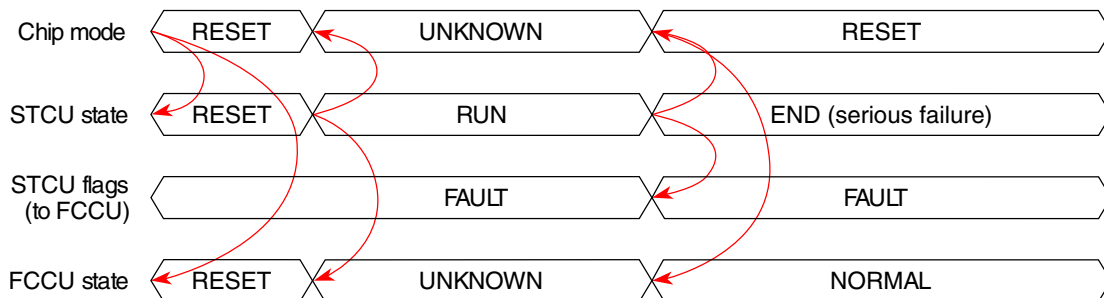 Chip mode RESET UNKNOWN RESET
STCU state RESET RUN END (serious failure)
STCU flags
(to FCCU) FAULT FAULT
FCCU state RESET UNKNOWN NORMAL